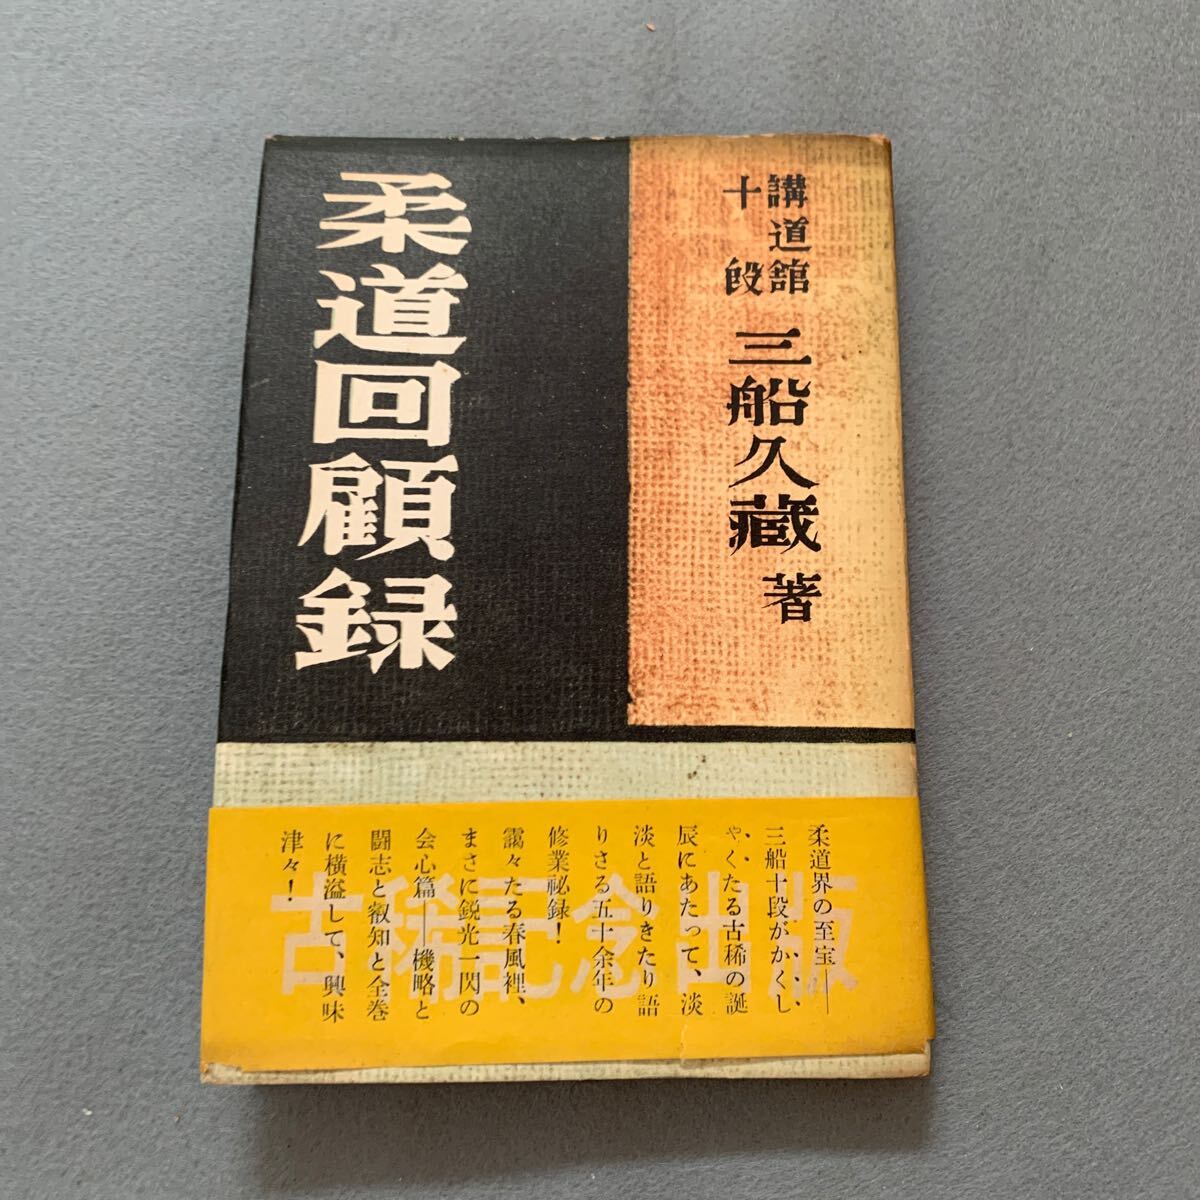 講道舘
十段
三船久蔵著
柔道回顧録
柔道界の至宝――
三船十段がかくし
ゃくたる古稀の誕
辰にあたって、淡
淡と語りきたり語
りさる五十余年の
修業祕録！
靄々たる春風裡、
まさに鋭光一閃の
会心篇――機略と
闘志と叡知と全巻
に横溢して、興味
津々！
古稀記念出版